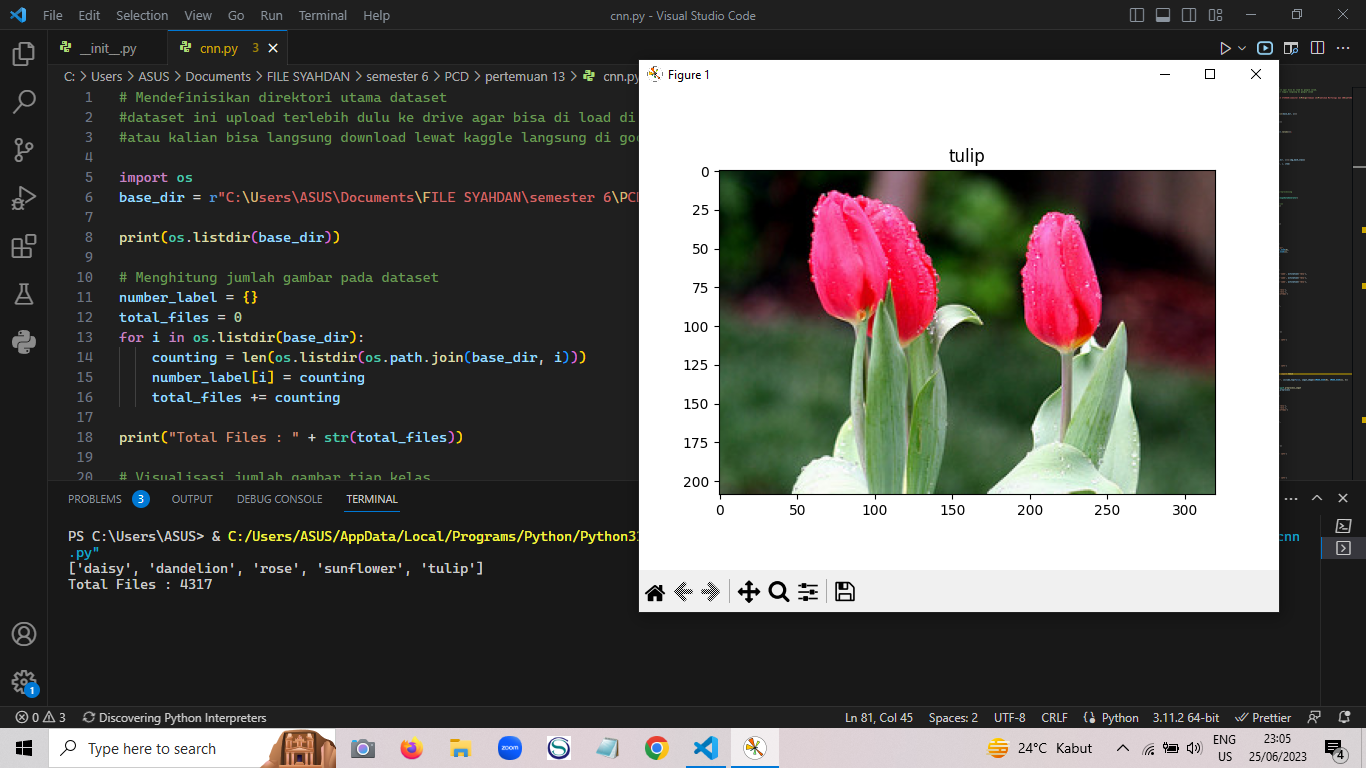 File Edit Selection View Go Run Terminal Help
cnn.py - Visual Studio Code
__init__.py
cnn.py 3
C: > Users > ASUS > Documents > FILE SYAHDAN > semester 6 > PCD > pertemuan 13 > cnn.py
1 # Mendefinisikan direktori utama dataset
2 #dataset ini upload terlebih dulu ke drive agar bisa di load di
3 #atau kalian bisa langsung download lewat kaggle langsung di
4
5 import os
6 base_dir = r"C:\Users\ASUS\Documents\FILE SYAHDAN\semester 6\
7
8 print(os.listdir(base_dir))
9
10 # Menghitung jumlah gambar pada dataset
11 number_label = {}
12 total_files = 0
13 for i in os.listdir(base_dir):
14 counting = len(os.listdir(os.path.join(base_dir, i)))
15 number_label[i] = counting
16 total_files += counting
17
18 print("Total Files : " + str(total_files))
19
20 # Visualisasi jumlah gambar tiap kelas
Figure 1
tulip
0
25
50
75
100
125
150
175
200
0 50 100 150 200 250 300
PROBLEMS 3 OUTPUT DEBUG CONSOLE TERMINAL
PS C:\Users\ASUS> & C:/Users/ASUS/AppData/Local/Programs/Python/
cnn
.py"
['daisy', 'dandelion', 'rose', 'sunflower', 'tulip']
Total Files : 4317
1
0 3 Discovering Python Interpreters
Ln 81, Col 45 Spaces: 2 UTF-8 CRLF Python 3.11.2 64-bit Prettier
Type here to search
zoom
24°C Kabut
ENG
US
23:05
25/06/2023
4